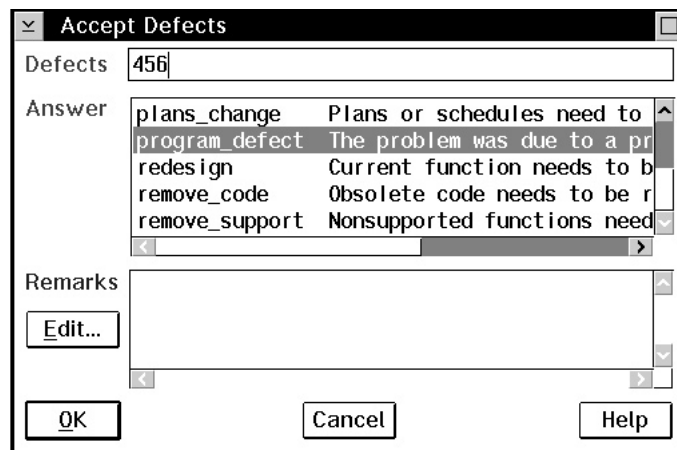 Accept Defects
Defects 456
Answer plans_change Plans or schedules need to
program_defect The problem was due to a pr
redesign Current function needs to b
remove_code Obsolete code needs to be r
remove_support Nonsupported functions need
Remarks
Edit...
OK Cancel Help